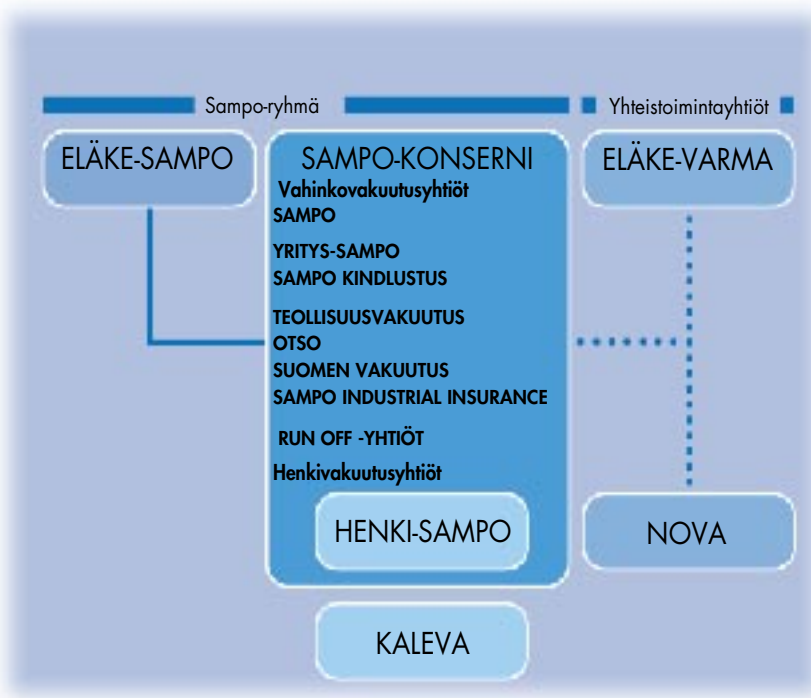 Sampo-ryhmä
Yhteistoimintayhtiöt
ELÄKE-SAMPO
SAMPO-KONSERNI
Vahinkovakuutusyhtiöt
SAMPO
YRITYS-SAMPO
SAMPO KINDLUSTUS
TEOLLISUUSVAKUUTUS
OTSO
SUOMEN VAKUUTUS
SAMPO INDUSTRIAL INSURANCE
RUN OFF -YHTIÖT
Henkivakuutusyhtiöt
HENKI-SAMPO
KALEVA
ELÄKE-VARMA
NOVA